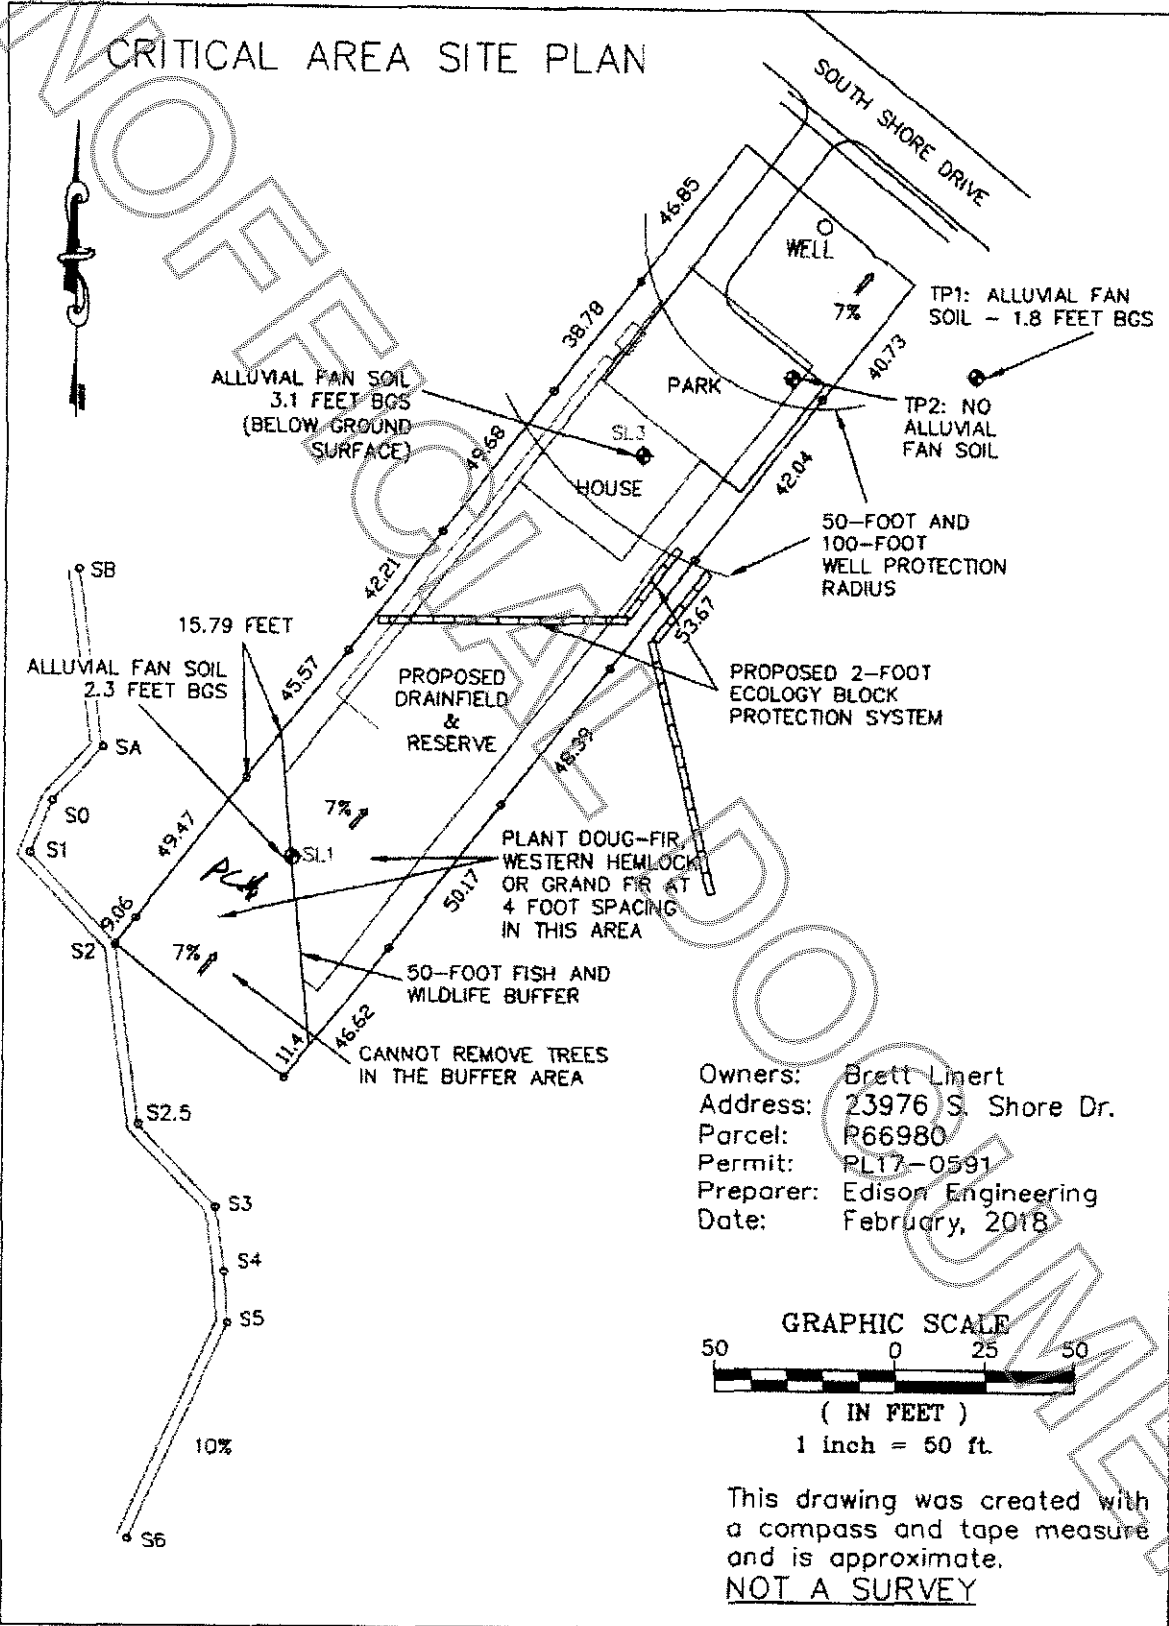 CRITICAL AREA SITE PLAN
SOUTH SHORE DRIVE
46.85
WELL
7%
TP1: ALLUVIAL FAN
SOIL - 1.8 FEET BGS
38.78
40.73
PARK
ALLUVIAL FAN SOIL
3.1 FEET BGS
(BELOW GROUND
SURFACE)
TP2: NO
ALLUVIAL
FAN SOIL
SL3
49.68
42.04
HOUSE
50-FOOT AND
100-FOOT
WELL PROTECTION
RADIUS
SB
42.21
15.79 FEET
53.67
ALLUVIAL FAN SOIL
2.3 FEET BGS
45.57
PROPOSED
DRAINFIELD
&
RESERVE
PROPOSED 2-FOOT
ECOLOGY BLOCK
PROTECTION SYSTEM
SA
48.39
S0
7%
S1
49.47
SL1
PLANT DOUG-FIR,
WESTERN HEMLOCK
OR GRAND FIR AT
4 FOOT SPACING
IN THIS AREA
PCA
50.17
9.06
S2
7%
50-FOOT FISH AND
WILDLIFE BUFFER
46.62
11.4
CANNOT REMOVE TREES
IN THE BUFFER AREA
S2.5
Owners: Brett Linert
Address: 23976 S. Shore Dr.
Parcel: P66980
Permit: PL17-0591
Preparer: Edison Engineering
Date: February, 2018
S3
S4
S5
GRAPHIC SCALE
50 0 25 50
( IN FEET )
1 inch = 50 ft.
10%
S6
This drawing was created with
a compass and tape measure
and is approximate.
NOT A SURVEY
UNOFFICIAL DOCUMENT